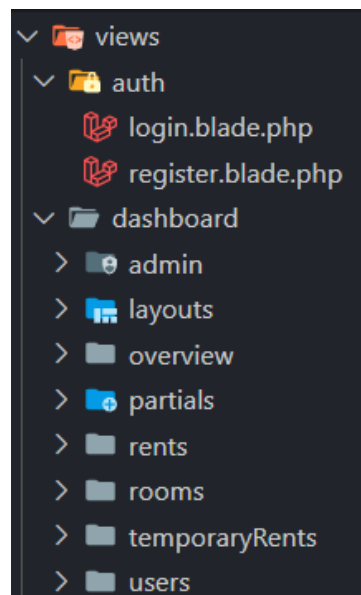 views
auth
login.blade.php
register.blade.php
dashboard
admin
layouts
overview
partials
rents
rooms
temporaryRents
users